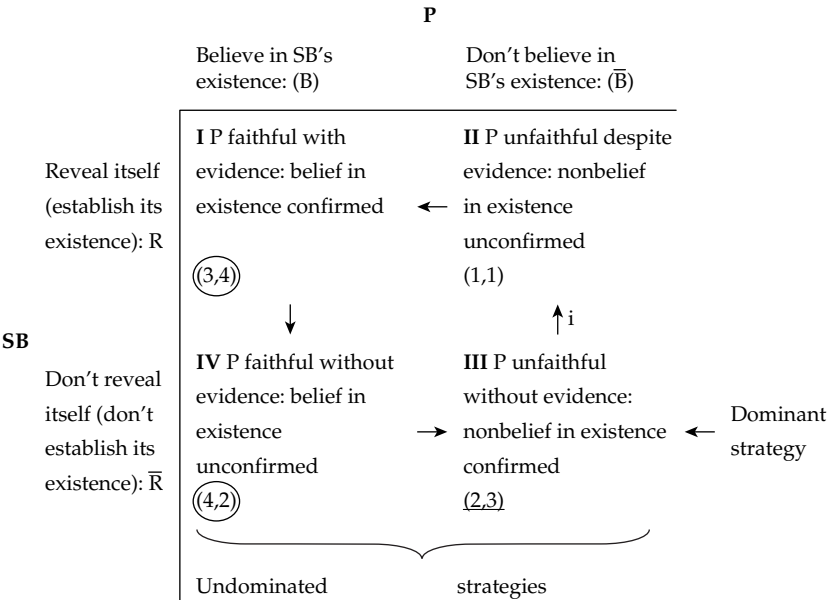 P
Believe in SB's
existence: (B)
Don't believe in
SB's existence: (B̅)
I P faithful with
evidence: belief in
existence confirmed
(3,4)
II P unfaithful despite
evidence: nonbelief
in existence
unconfirmed
(1,1)
Reveal itself
(establish its
existence): R
i
SB
IV P faithful without
evidence: belief in
existence
unconfirmed
(4,2)
III P unfaithful
without evidence:
nonbelief in existence
confirmed
(2,3)
Don't reveal
itself (don't
establish its
existence): R̅
Dominant
strategy
Undominated strategies